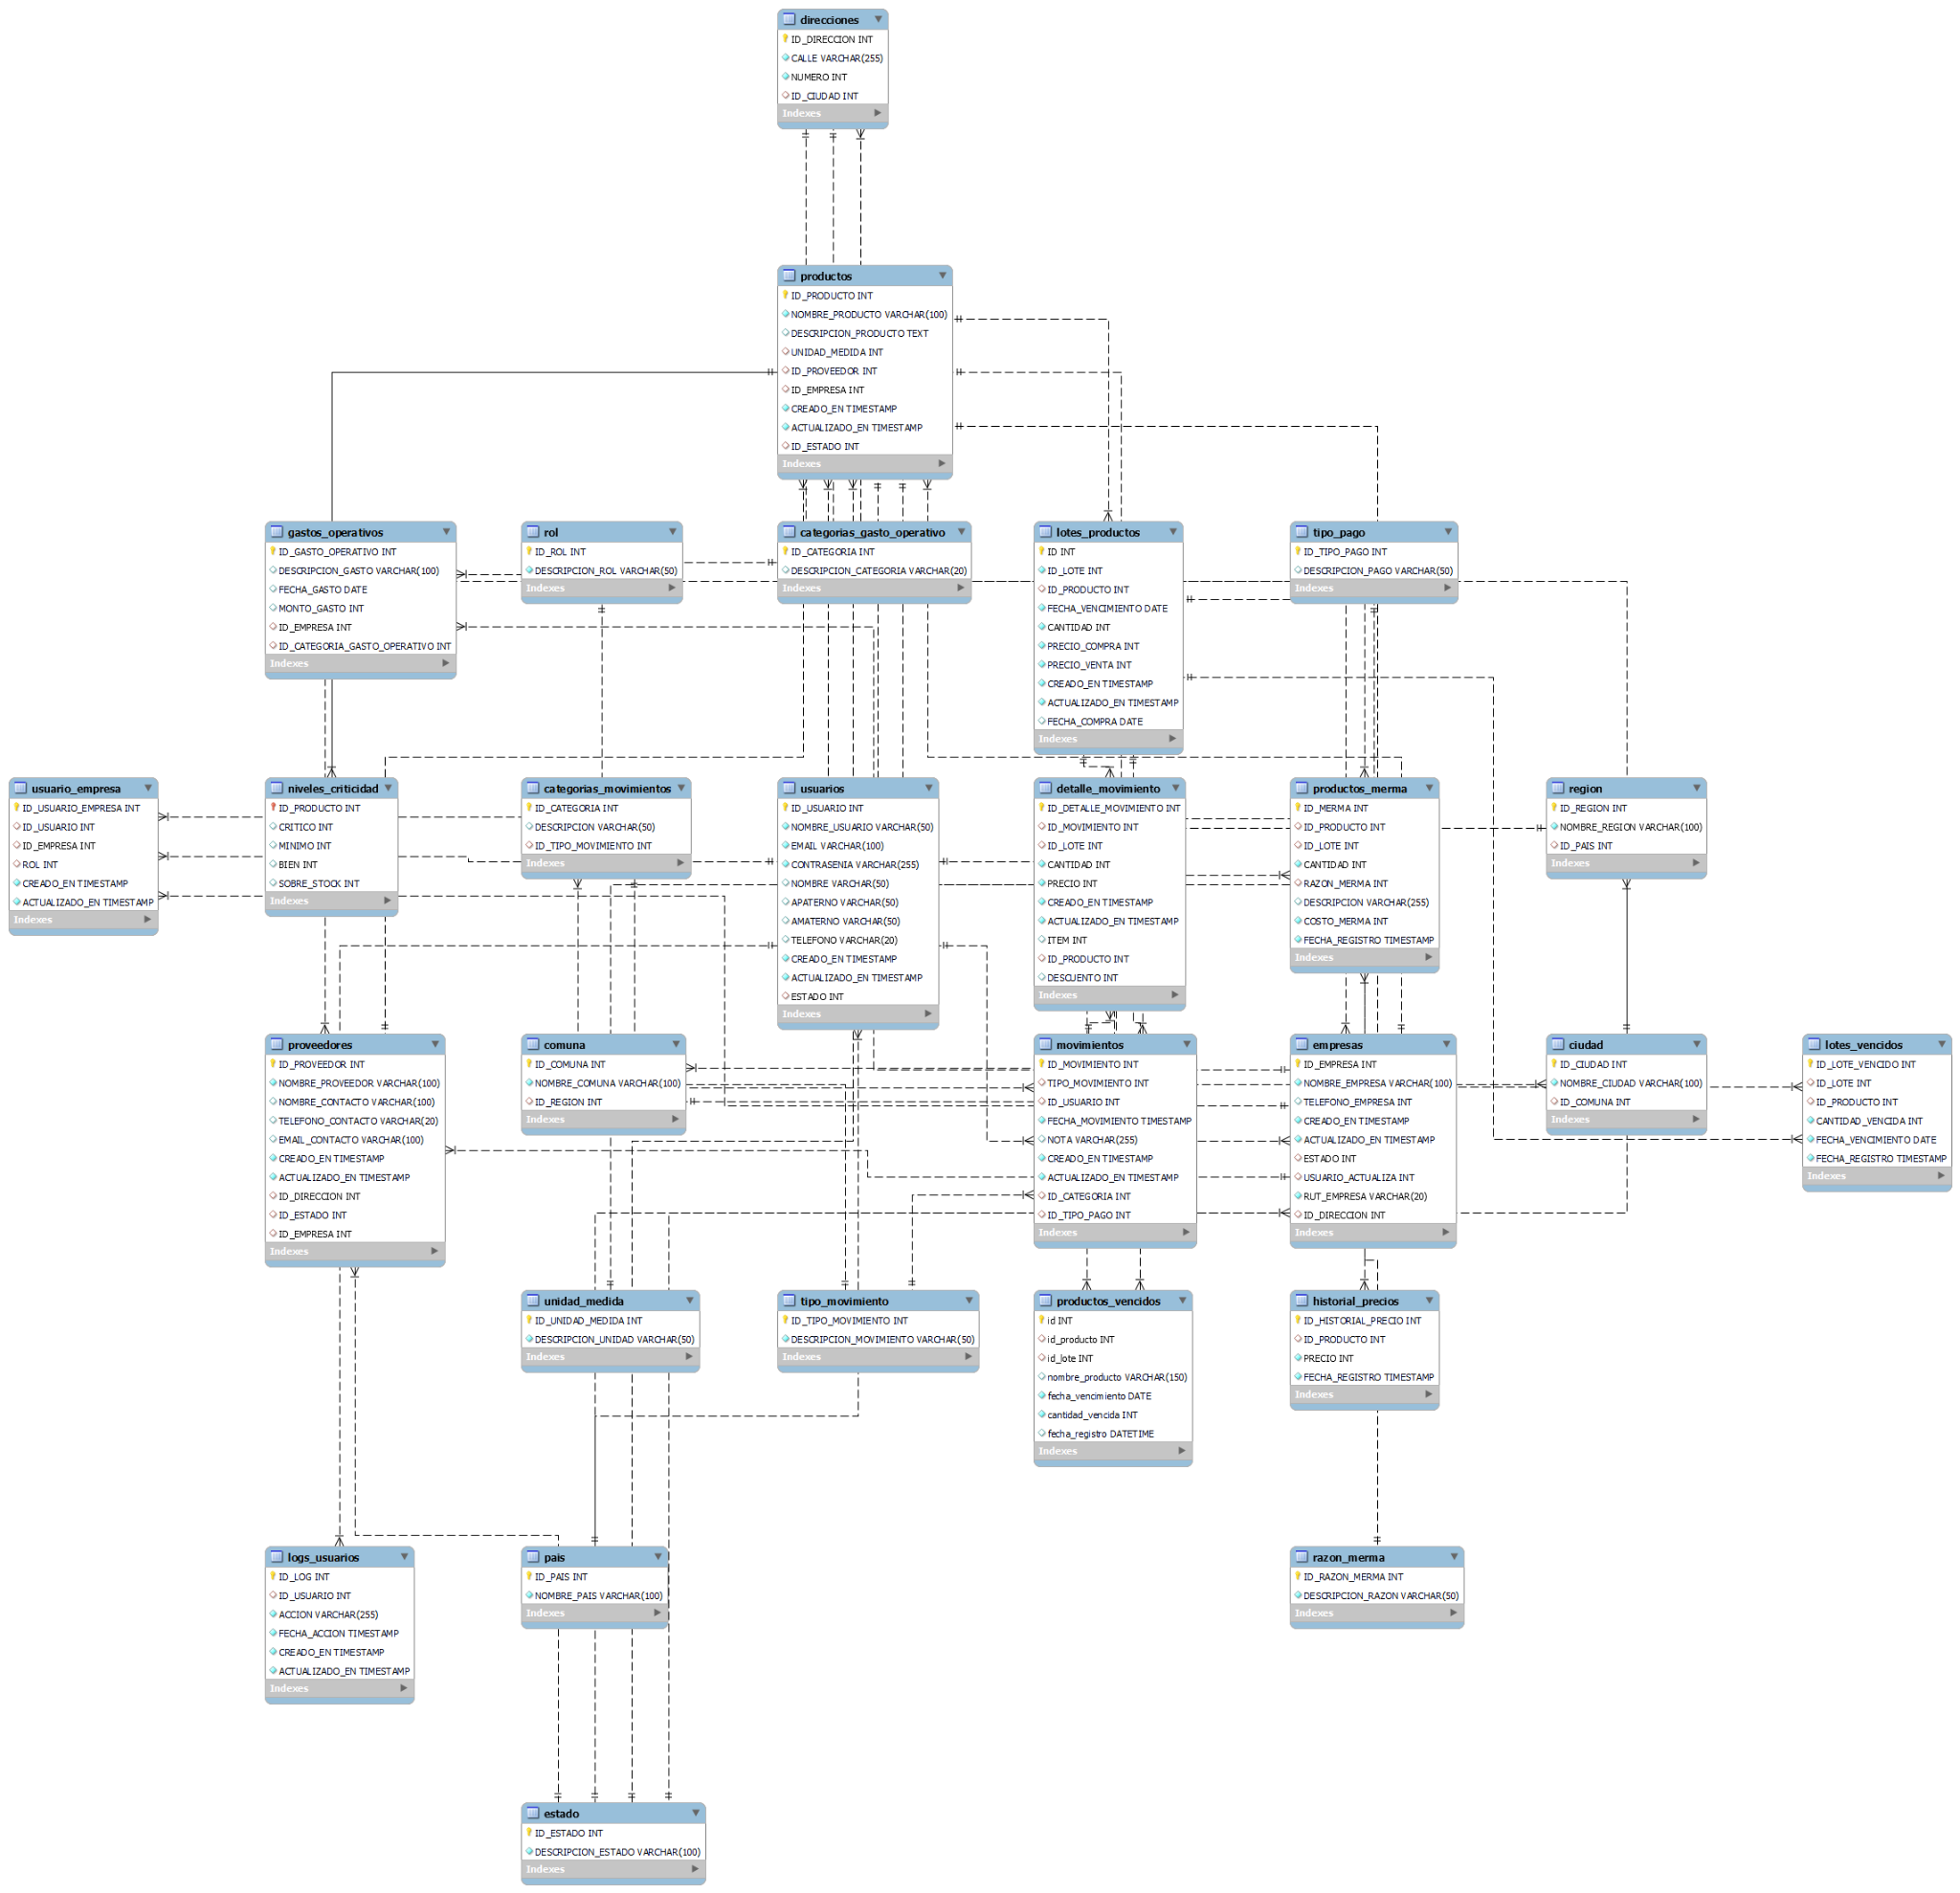 direcciones
ID_DIRECCION INT
CALLE VARCHAR(255)
NUMERO INT
ID_CIUDAD INT
Indexes
productos
ID_PRODUCTO INT
NOMBRE_PRODUCTO VARCHAR(100)
DESCRIPCION_PRODUCTO TEXT
UNIDAD_MEDIDA INT
ID_PROVEEDOR INT
ID_EMPRESA INT
CREADO_EN TIMESTAMP
ACTUALIZADO_EN TIMESTAMP
ID_ESTADO INT
Indexes
gastos_operativos
ID_GASTO_OPERATIVO INT
DESCRIPCION_GASTO VARCHAR(100)
FECHA_GASTO DATE
MONTO_GASTO INT
ID_EMPRESA INT
ID_CATEGORIA_GASTO_OPERATIVO INT
Indexes
rol
ID_ROL INT
DESCRIPCION_ROL VARCHAR(50)
Indexes
categorias_gasto_operativo
ID_CATEGORIA INT
DESCRIPCION_CATEGORIA VARCHAR(20)
Indexes
lotes_productos
ID INT
ID_LOTE INT
ID_PRODUCTO INT
FECHA_VENCIMIENTO DATE
CANTIDAD INT
PRECIO_COMPRA INT
PRECIO_VENTA INT
CREADO_EN TIMESTAMP
ACTUALIZADO_EN TIMESTAMP
FECHA_COMPRA DATE
Indexes
tipo_pago
ID_TIPO_PAGO INT
DESCRIPCION_PAGO VARCHAR(50)
Indexes
usuario_empresa
ID_USUARIO_EMPRESA INT
ID_USUARIO INT
ID_EMPRESA INT
ROL INT
CREADO_EN TIMESTAMP
ACTUALIZADO_EN TIMESTAMP
Indexes
niveles_criticidad
ID_PRODUCTO INT
CRITICO INT
MINIMO INT
BIEN INT
SOBRE_STOCK INT
Indexes
categorias_movimientos
ID_CATEGORIA INT
DESCRIPCION VARCHAR(50)
ID_TIPO_MOVIMIENTO INT
Indexes
usuarios
ID_USUARIO INT
NOMBRE_USUARIO VARCHAR(50)
EMAIL VARCHAR(100)
CONTRASENIA VARCHAR(255)
NOMBRE VARCHAR(50)
APATERNO VARCHAR(50)
AMATERNO VARCHAR(50)
TELEFONO VARCHAR(20)
CREADO_EN TIMESTAMP
ACTUALIZADO_EN TIMESTAMP
ESTADO INT
Indexes
detalle_movimiento
ID_DETALLE_MOVIMIENTO INT
ID_MOVIMIENTO INT
ID_LOTE INT
CANTIDAD INT
PRECIO INT
CREADO_EN TIMESTAMP
ACTUALIZADO_EN TIMESTAMP
ITEM INT
ID_PRODUCTO INT
DESCUENTO INT
Indexes
productos_merma
ID_MERMA INT
ID_PRODUCTO INT
ID_LOTE INT
CANTIDAD INT
RAZON_MERMA INT
DESCRIPCION VARCHAR(255)
COSTO_MERMA INT
FECHA_REGISTRO TIMESTAMP
Indexes
region
ID_REGION INT
NOMBRE_REGION VARCHAR(100)
ID_PAIS INT
Indexes
proveedores
ID_PROVEEDOR INT
NOMBRE_PROVEEDOR VARCHAR(100)
NOMBRE_CONTACTO VARCHAR(100)
TELEFONO_CONTACTO VARCHAR(20)
EMAIL_CONTACTO VARCHAR(100)
CREADO_EN TIMESTAMP
ACTUALIZADO_EN TIMESTAMP
ID_DIRECCION INT
ID_ESTADO INT
ID_EMPRESA INT
Indexes
comuna
ID_COMUNA INT
NOMBRE_COMUNA VARCHAR(100)
ID_REGION INT
Indexes
movimientos
ID_MOVIMIENTO INT
TIPO_MOVIMIENTO INT
ID_USUARIO INT
FECHA_MOVIMIENTO TIMESTAMP
NOTA VARCHAR(255)
CREADO_EN TIMESTAMP
ACTUALIZADO_EN TIMESTAMP
ID_CATEGORIA INT
ID_TIPO_PAGO INT
Indexes
empresas
ID_EMPRESA INT
NOMBRE_EMPRESA VARCHAR(100)
TELEFONO_EMPRESA INT
CREADO_EN TIMESTAMP
ACTUALIZADO_EN TIMESTAMP
ESTADO INT
USUARIO_ACTUALIZA INT
RUT_EMPRESA VARCHAR(20)
ID_DIRECCION INT
Indexes
ciudad
ID_CIUDAD INT
NOMBRE_CIUDAD VARCHAR(100)
ID_COMUNA INT
Indexes
lotes_vencidos
ID_LOTE_VENCIDO INT
ID_LOTE INT
ID_PRODUCTO INT
CANTIDAD_VENCIDA INT
FECHA_VENCIMIENTO DATE
FECHA_REGISTRO TIMESTAMP
Indexes
unidad_medida
ID_UNIDAD_MEDIDA INT
DESCRIPCION_UNIDAD VARCHAR(50)
Indexes
tipo_movimiento
ID_TIPO_MOVIMIENTO INT
DESCRIPCION_MOVIMIENTO VARCHAR(50)
Indexes
productos_vencidos
id INT
id_producto INT
id_lote INT
nombre_producto VARCHAR(150)
fecha_vencimiento DATE
cantidad_vencida INT
fecha_registro DATETIME
Indexes
historial_precios
ID_HISTORIAL_PRECIO INT
ID_PRODUCTO INT
PRECIO INT
FECHA_REGISTRO TIMESTAMP
Indexes
logs_usuarios
ID_LOG INT
ID_USUARIO INT
ACCION VARCHAR(255)
FECHA_ACCION TIMESTAMP
CREADO_EN TIMESTAMP
ACTUALIZADO_EN TIMESTAMP
Indexes
pais
ID_PAIS INT
NOMBRE_PAIS VARCHAR(100)
Indexes
razon_merma
ID_RAZON_MERMA INT
DESCRIPCION_RAZON VARCHAR(50)
Indexes
estado
ID_ESTADO INT
DESCRIPCION_ESTADO VARCHAR(100)
Indexes